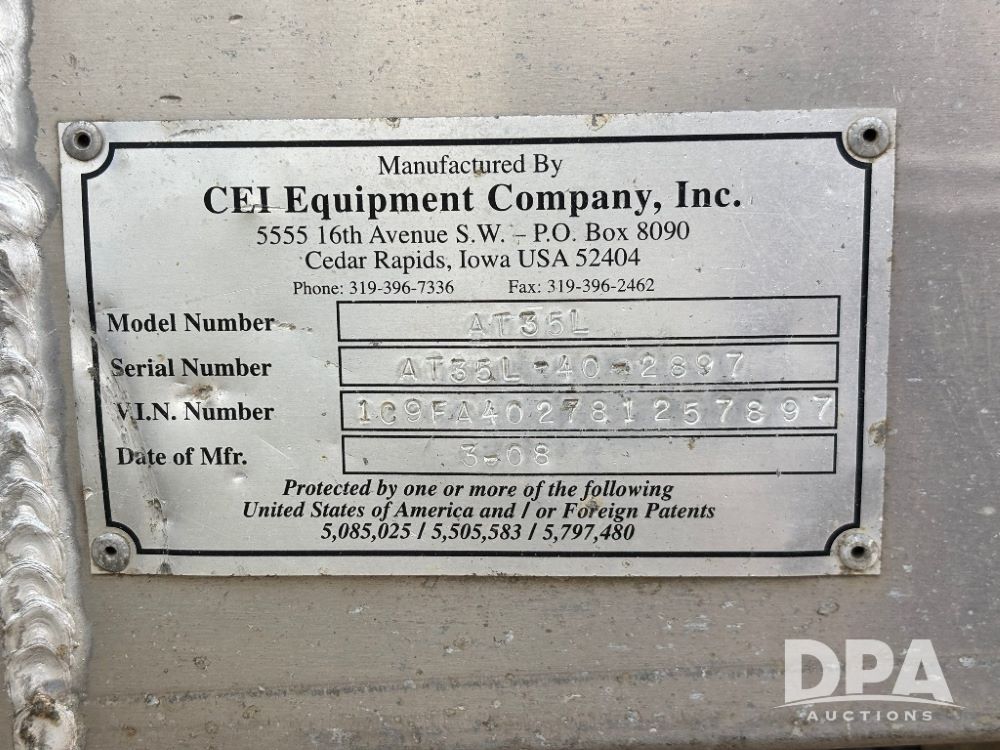 Manufactured By
CEI Equipment Company, Inc.
5555 16th Avenue S.W. – P.O. Box 8090
Cedar Rapids, Iowa USA 52404
Phone: 319-396-7336 Fax: 319-396-2462
Model Number AT35L
Serial Number AT35L-40-2897
V.I.N. Number 1C9FA402781257897
Date of Mfr. 3-08
Protected by one or more of the following
United States of America and / or Foreign Patents
5,085,025 / 5,505,583 / 5,797,480
DPA
AUCTIONS